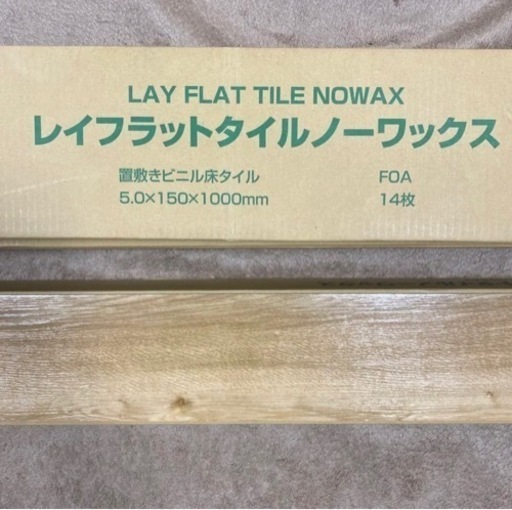 LAY FLAT TILE NOWAX
レイフラットタイルノーワックス
置敷きビニル床タイル FOA
5.0×150×1000mm 14枚